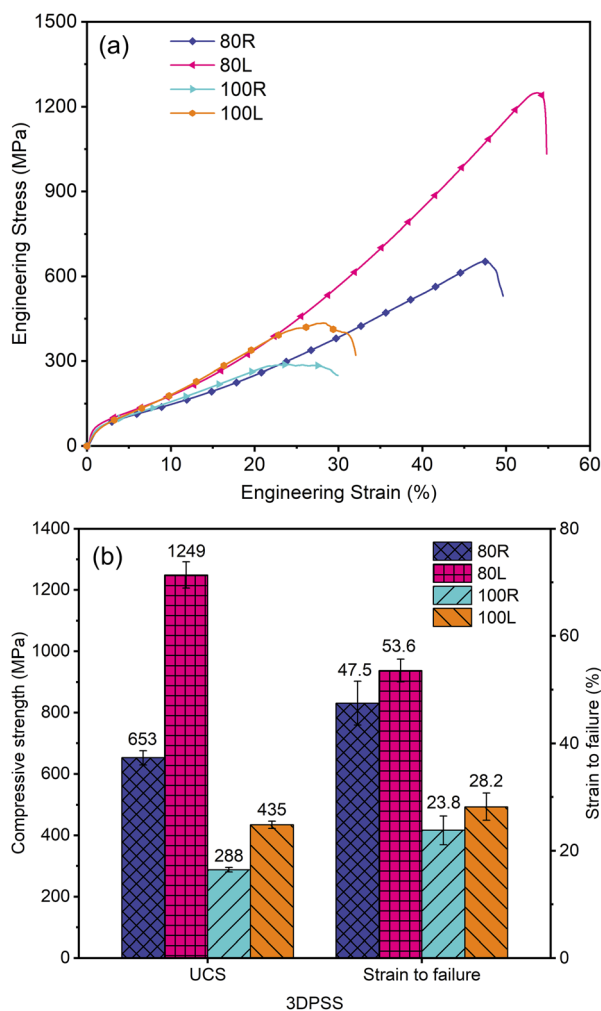 (a)
80R
80L
100R
100L
1500
1200
900
600
300
0
Engineering Stress (MPa)
0 10 20 30 40 50 60
Engineering Strain (%)
(b)
80R
80L
100R
100L
1400
1200
1000
800
600
400
200
0
Compressive strength (MPa)
653
1249
288
435
47.5
53.6
23.8
28.2
80
60
40
20
0
Strain to failure (%)
UCS Strain to failure
3DPSS